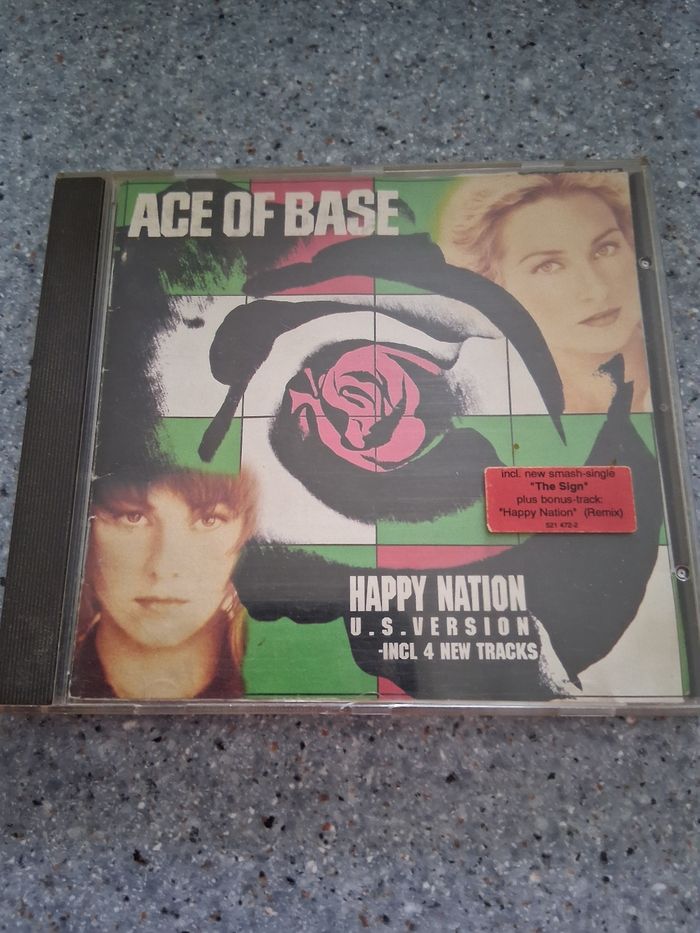 ACE OF BASE
incl. new smash-single
"The Sign"
plus bonus-track:
"Happy Nation" (Remix)
521 472-2
HAPPY NATION
U.S.VERSION
-INCL 4 NEW TRACKS